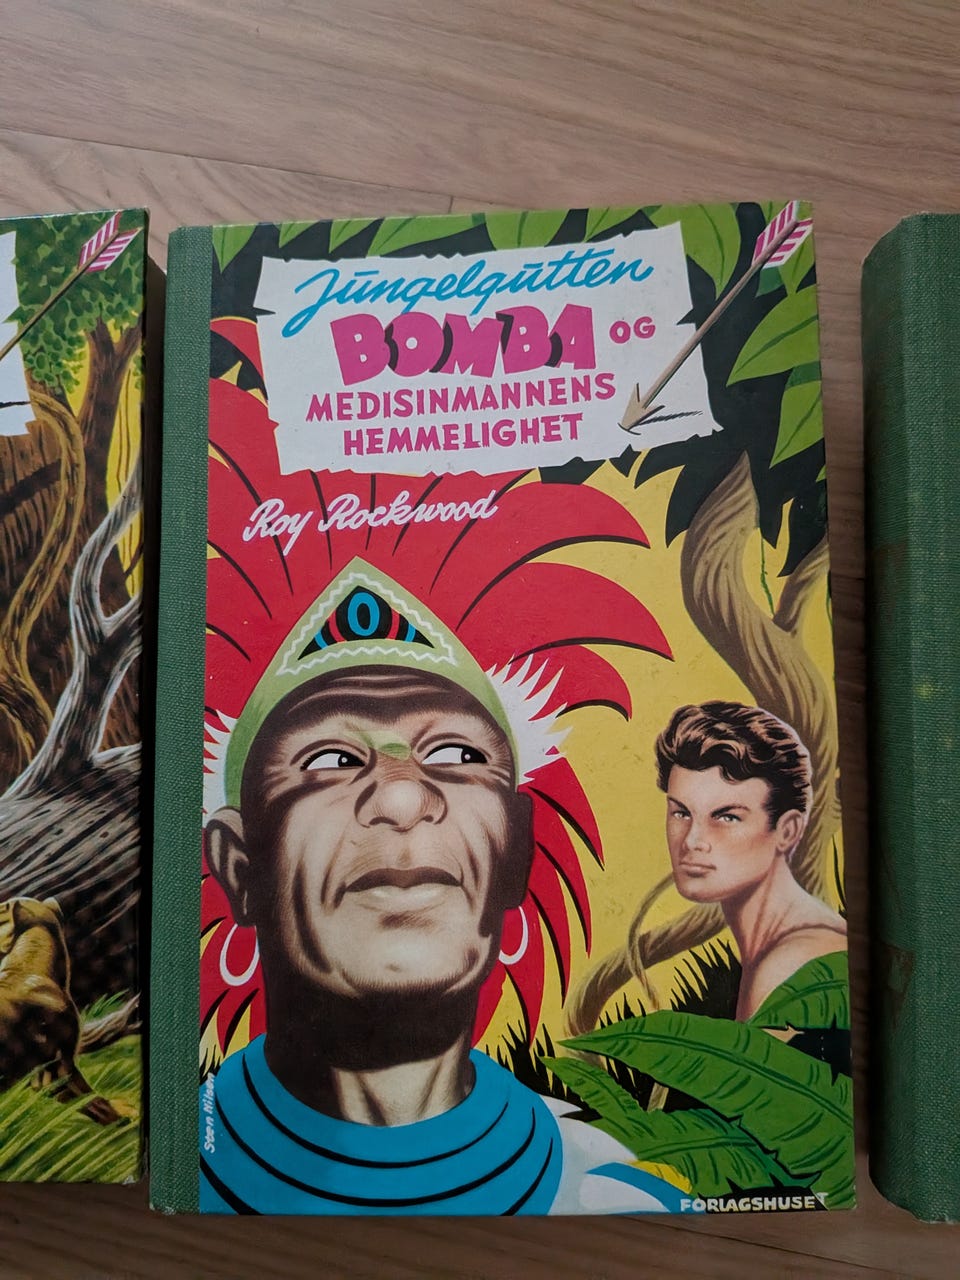 Jungelgutten
BOMBA OG
MEDISINMANNENS
HEMMELIGHET
Roy Rockwood
Sten Nilsen
FORLAGSHUSET